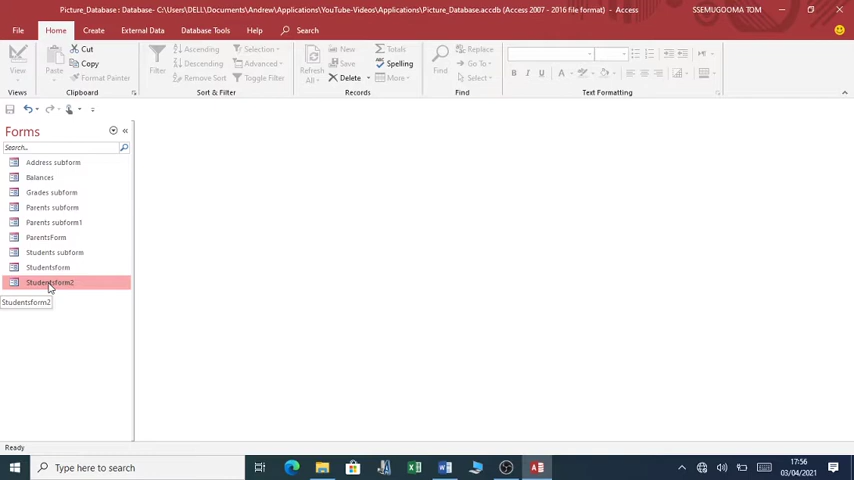 Picture_Database : Database- C:\Users\DELL\Documents\Andrew\Applications\YouTube-Videos\Applications\Picture_Database.accdb (Access 2007 - 2016 file format) - Access
SSEMUGOOMA TOM
File Home Create External Data Database Tools Help Search
View
Paste
Cut
Copy
Format Painter
Filter
Ascending
Descending
Remove Sort
Selection
Advanced
Toggle Filter
Refresh
All
New
Save
Delete
Totals
Spelling
More
Find
Replace
Go To
Select
B I U
A
Views Clipboard Sort & Filter Records Find Text Formatting
Forms
Search...
Address subform
Balances
Grades subform
Parents subform
Parents subform1
ParentsForm
Students subform
Studentsform
Studentsform2
Studentsform2
Ready
Type here to search
17:56
03/04/2021